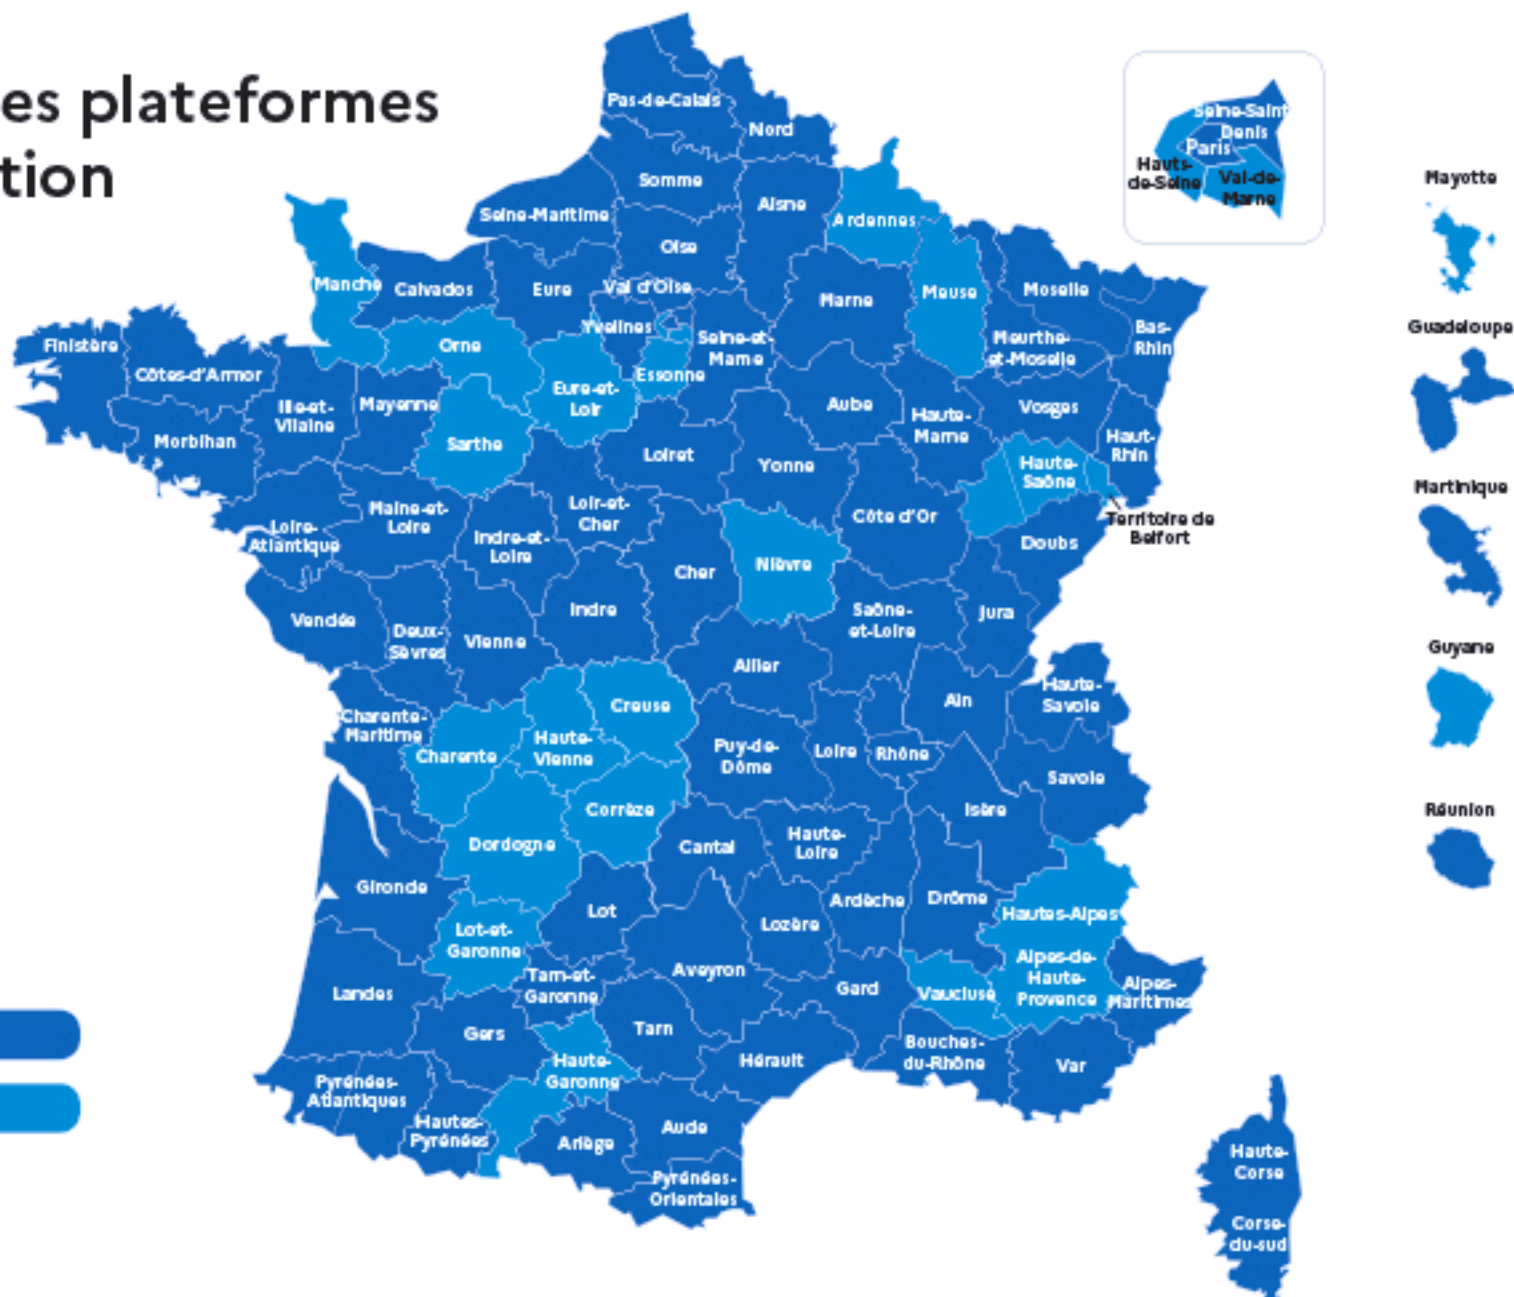 es plateformes
tion
Pas-de-Calais
Nord
Somme
Seine-Maritime
Aisne
Ardennes
Oise
Manche
Calvados
Eure
Val d'Oise
Marne
Meuse
Moselle
Yvelines
Seine-et-
Marne
Meurthe-
et-Moselle
Bas-
Rhin
Finistère
Côtes-d'Armor
Orne
Essonne
Eure-et-
Loir
Ille-et-
Vilaine
Mayenne
Aube
Haute-
Marne
Vosges
Morbihan
Sarthe
Loiret
Yonne
Haut-
Rhin
Haute-
Saône
Loire-
Atlantique
Maine-et-
Loire
Indre-et-
Loire
Loir-et-
Cher
Côte d'Or
Territoire de
Belfort
Doubs
Cher
Nièvre
Vendée
Deux-
Sèvres
Vienne
Indre
Saône-
et-Loire
Jura
Allier
Creuse
Ain
Haute-
Savoie
Charente-
Maritime
Charente
Haute-
Vienne
Puy-de-
Dôme
Loire
Rhône
Savoie
Corrèze
Isère
Dordogne
Cantal
Haute-
Loire
Gironde
Lot
Lozère
Ardèche
Drôme
Hautes-Alpes
Lot-et-
Garonne
Aveyron
Tarn-et-
Garonne
Gard
Vaucluse
Alpes-de-
Haute-
Provence
Alpes-
Maritimes
Landes
Gers
Tarn
Haute-
Garonne
Hérault
Bouches-
du-Rhône
Var
Pyrénées-
Atlantiques
Hautes-
Pyrénées
Ariège
Aude
Pyrénées-
Orientales
Haute-
Corse
Corse-
du-sud
Seine-Saint
Denis
Paris
Hauts-
de-Seine
Val-de-
Marne
Mayotte
Guadeloupe
Martinique
Guyane
Réunion